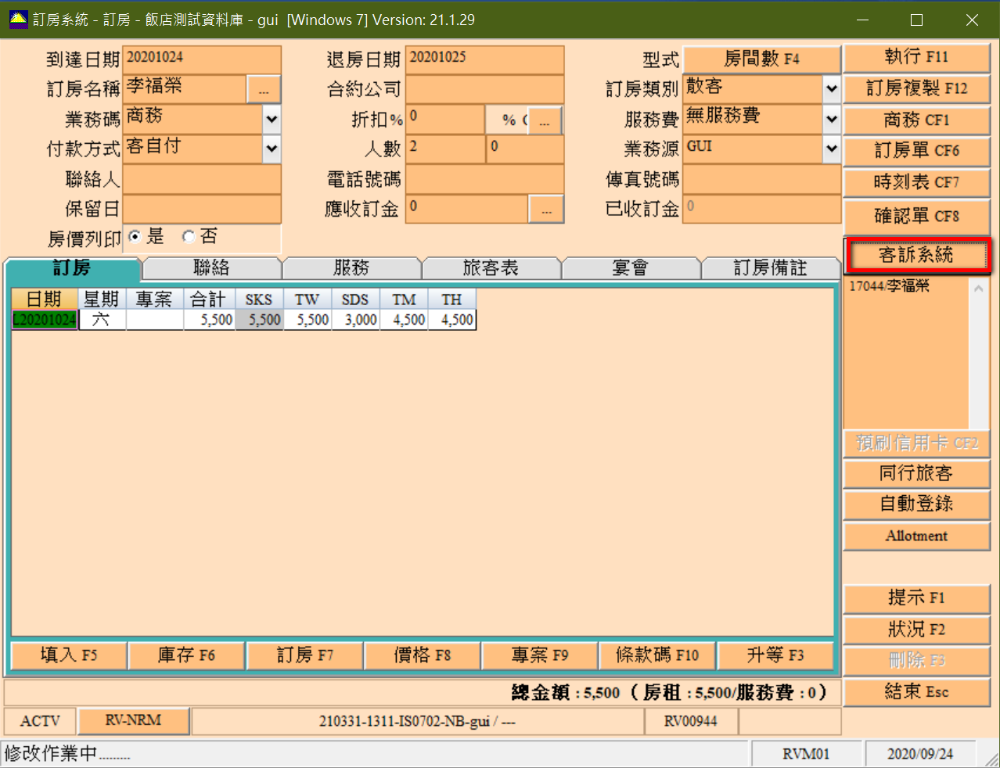 訂房系統 - 訂房 - 飯店測試資料庫 - gui  [Windows 7] Version: 21.1.29
到達日期 20201024 退房日期 20201025 型式 房間數 F4 執行 F11
訂房名稱 李福榮 ... 合約公司 訂房類別 散客 訂房複製 F12
業務碼 商務 折扣% 0 % ... 服務費 無服務費 商務 CF1
付款方式 客自付 人數 2 0 業務源 GUI 訂房單 CF6
聯絡人 電話號碼 傳真號碼 時刻表 CF7
保留日 應收訂金 0 ... 已收訂金 0 確認單 CF8
房價列印 是 否
客訴系統
訂房 聯絡 服務 旅客表 宴會 訂房備註
17044/李福榮
日期 星期 專案 合計 SKS TW SDS TM TH
L20201024 六 5,500 5,500 5,500 3,000 4,500 4,500
預刷信用卡 CF2
同行旅客
自動登錄
Allotment
提示 F1
狀況 F2
填入 F5 庫存 F6 訂房 F7 價格 F8 專案 F9 條款碼 F10 升等 F3
刪除 F3
總金額 : 5,500 ( 房租 : 5,500/服務費 : 0 )
結束 Esc
ACTV RV-NRM 210331-1311-IS0702-NB-gui / --- RV00944
修改作業中......... RVM01 2020/09/24